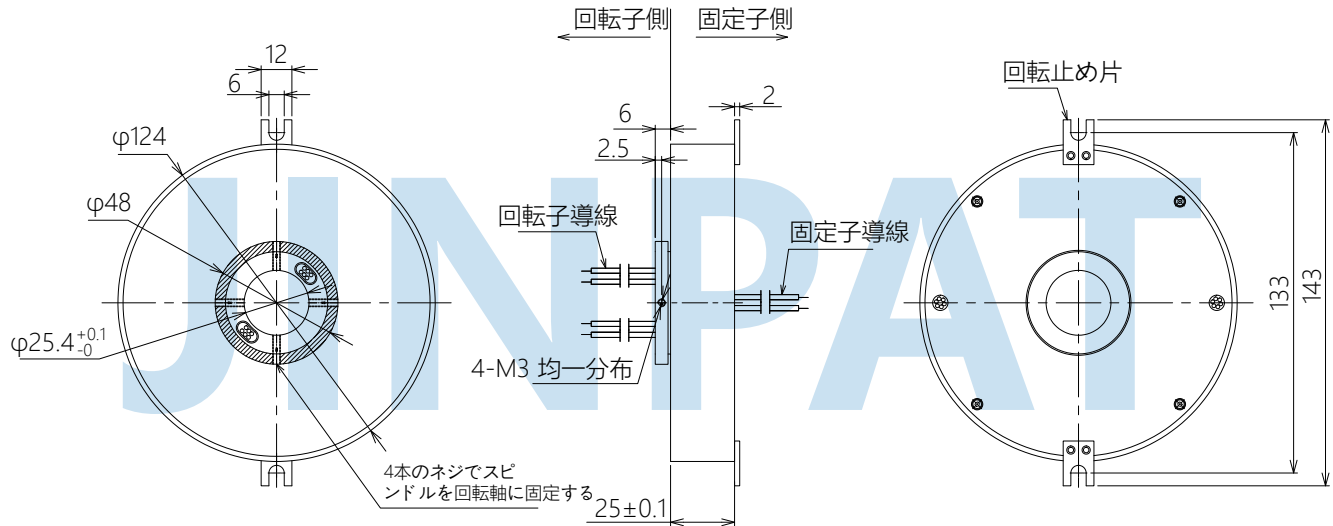 回転子側
固定子側
12
6
φ124
φ48
φ25.4+0.1 -0
4本のネジでスピ
ンドルを回転軸に固定する
6
2.5
2
回転子導線
固定子導線
4-M3 均一分布
25±0.1
回転止め片
133
143
JINPAT